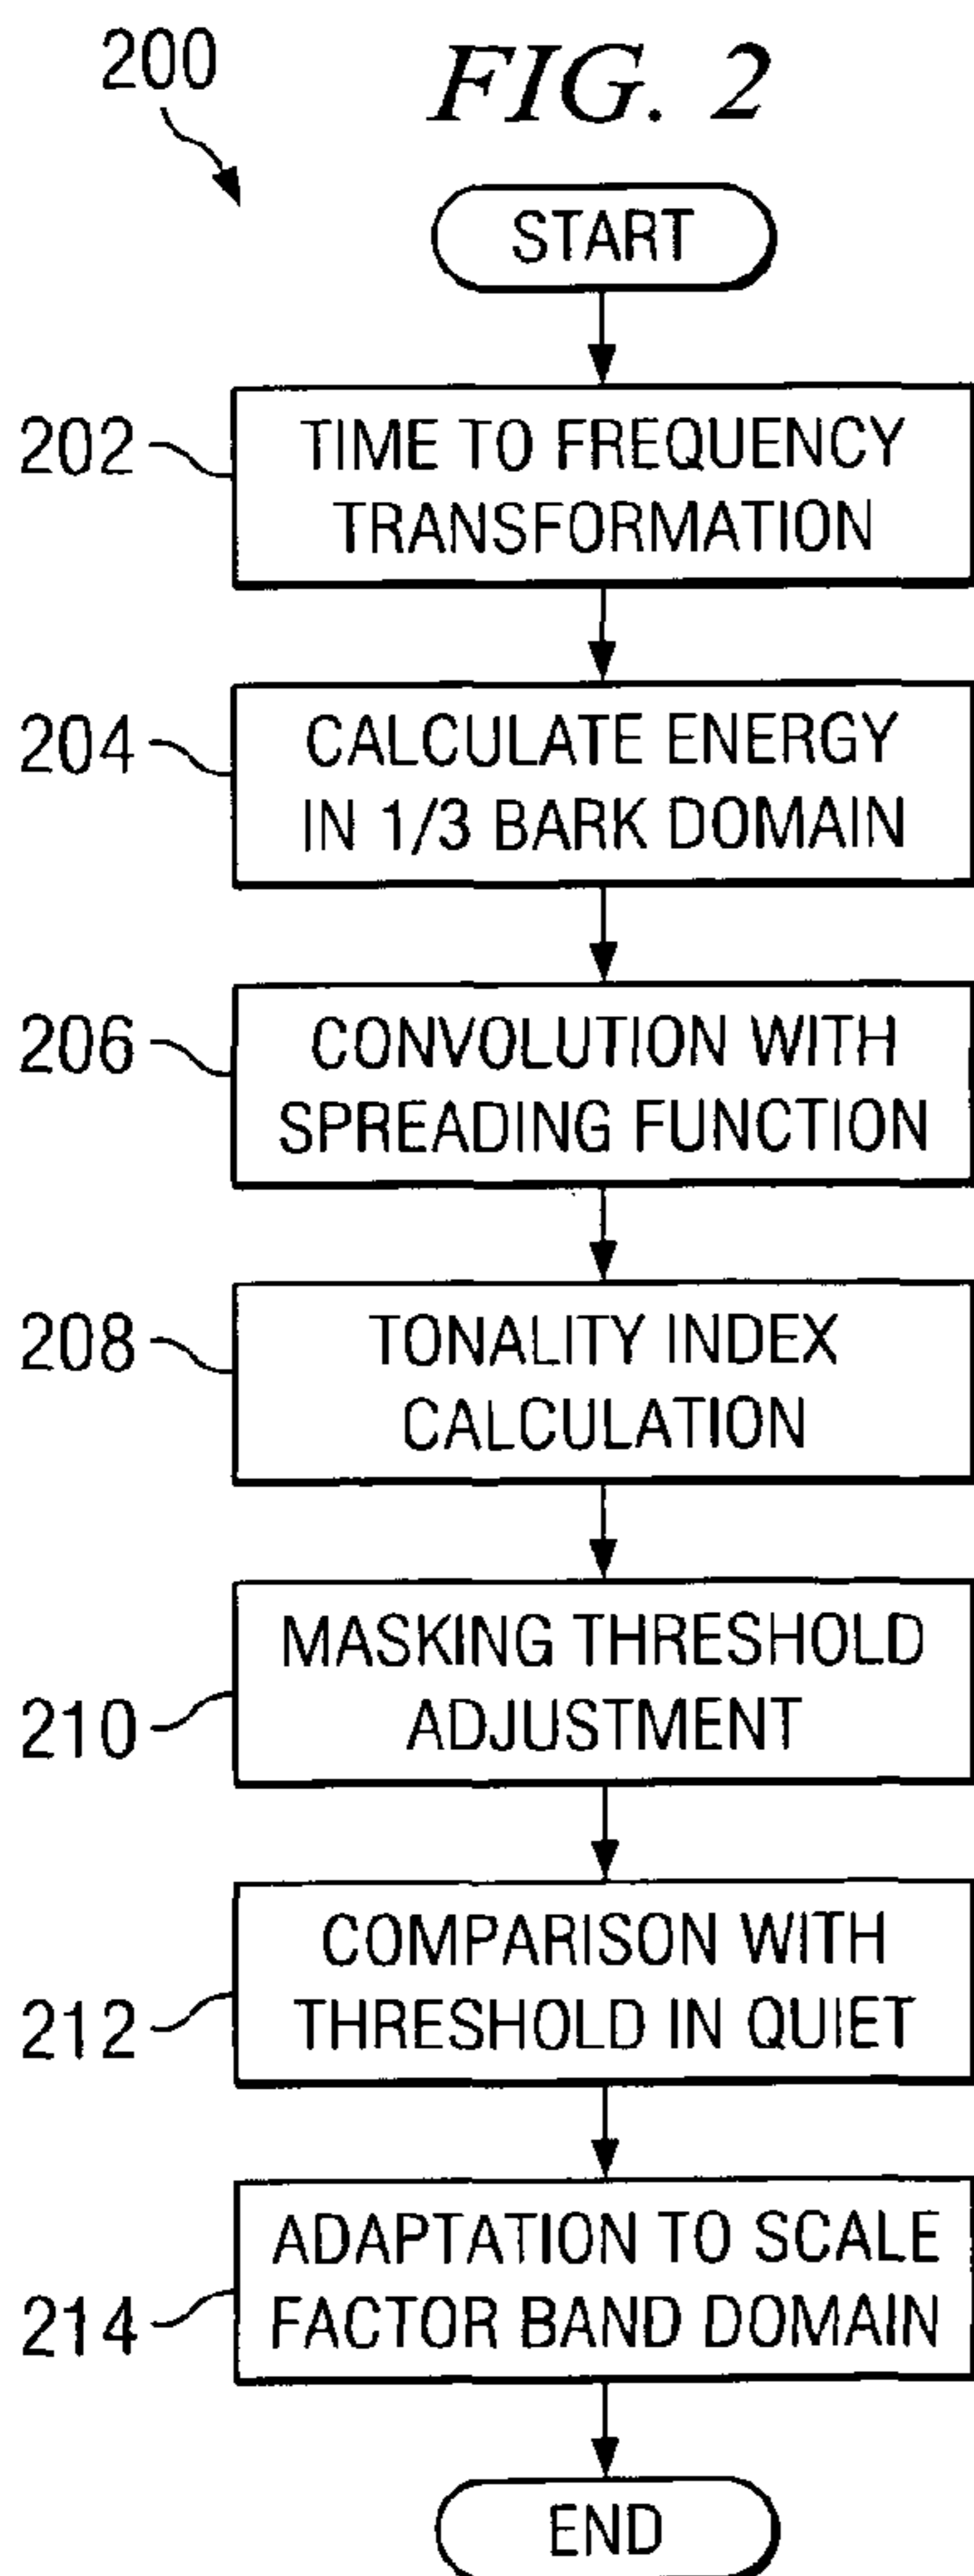 200
FIG. 2
START
202
TIME TO FREQUENCY
TRANSFORMATION
204
CALCULATE ENERGY
IN 1/3 BARK DOMAIN
206
CONVOLUTION WITH
SPREADING FUNCTION
208
TONALITY INDEX
CALCULATION
210
MASKING THRESHOLD
ADJUSTMENT
212
COMPARISON WITH
THRESHOLD IN QUIET
214
ADAPTATION TO SCALE
FACTOR BAND DOMAIN
END